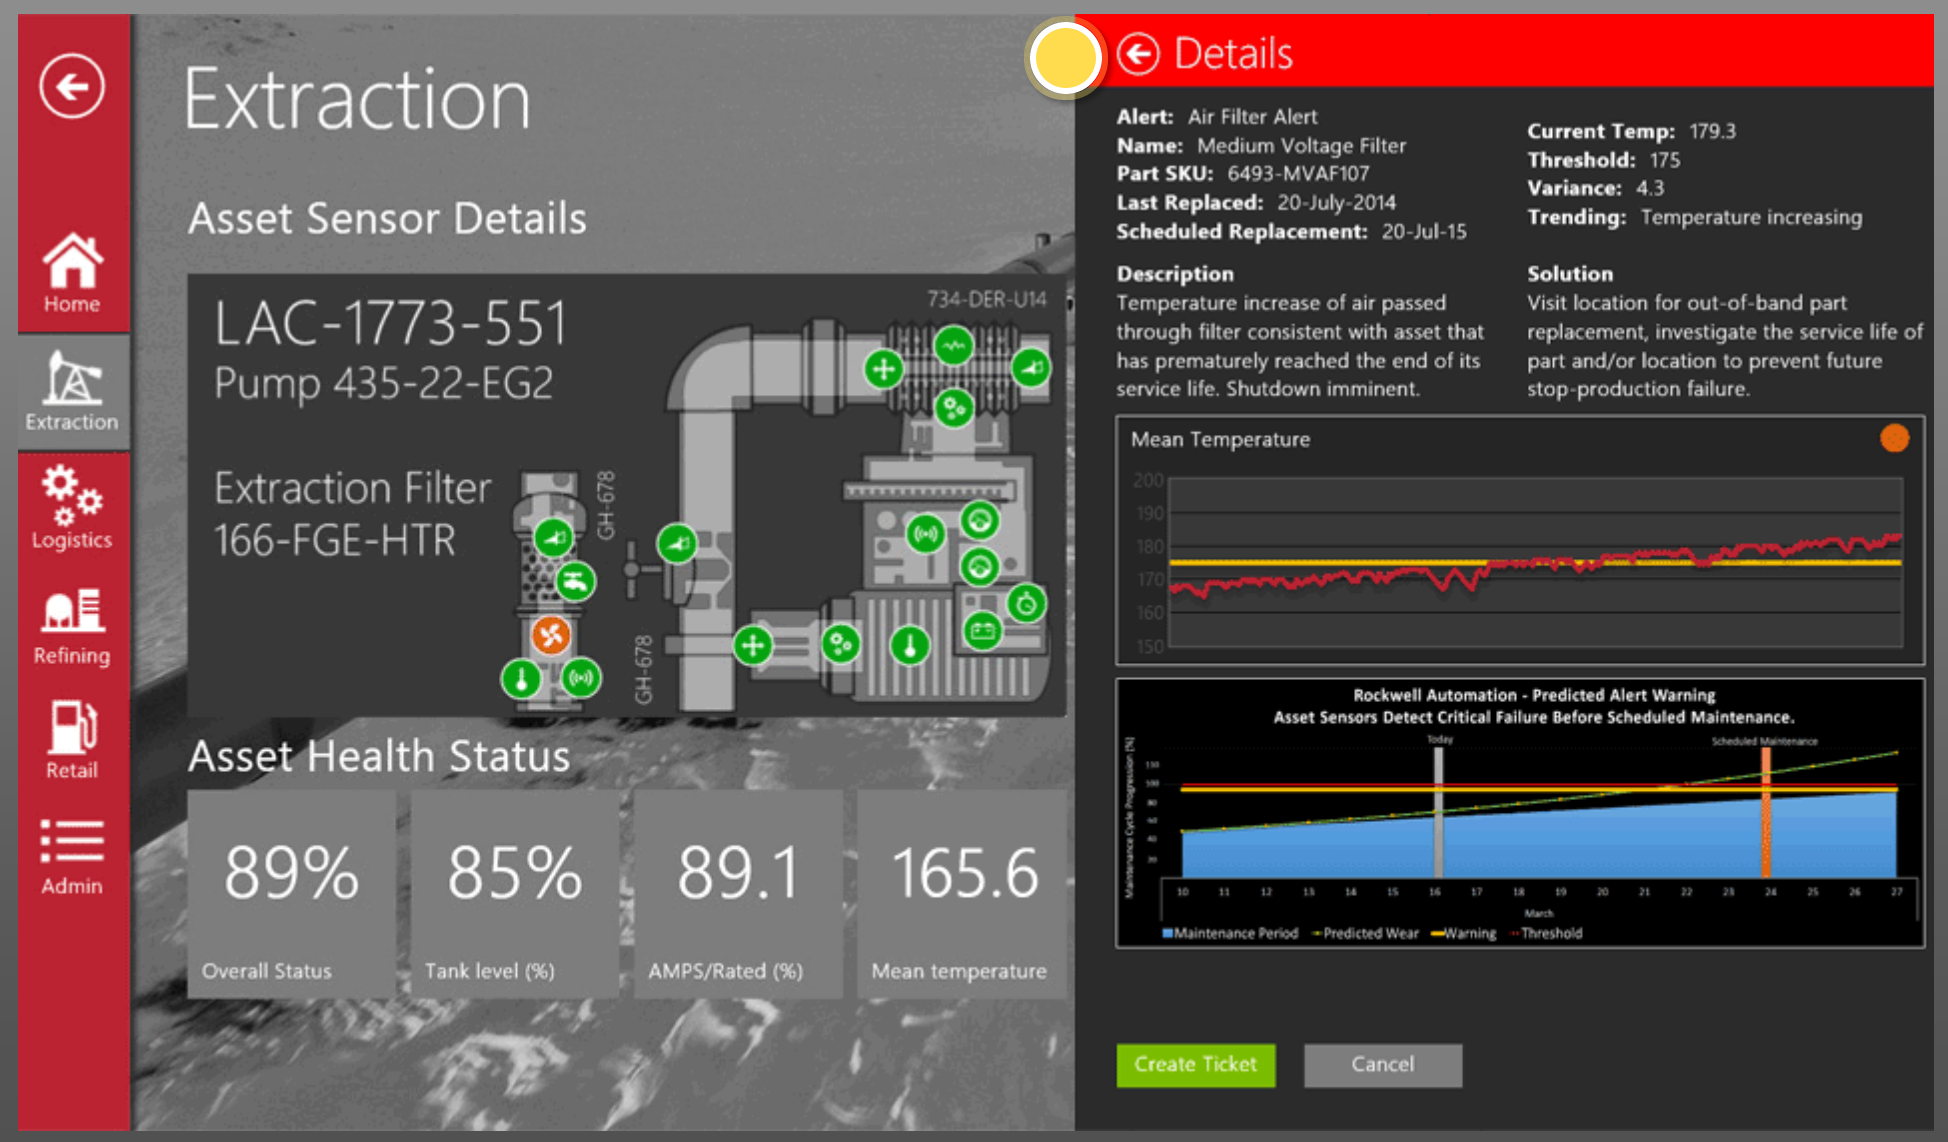 Home
Extraction
Logistics
Refining
Retail
Admin
Extraction
Asset Sensor Details
LAC-1773-551
Pump 435-22-EG2
Extraction Filter
166-FGE-HTR
734-DER-U14
GH-678
GH-678
Asset Health Status
89%
Overall Status
85%
Tank level (%)
89.1
AMPS/Rated (%)
165.6
Mean temperature
Details
Alert: Air Filter Alert
Name: Medium Voltage Filter
Part SKU: 6493-MVAF107
Last Replaced: 20-July-2014
Scheduled Replacement: 20-Jul-15
Current Temp: 179.3
Threshold: 175
Variance: 4.3
Trending: Temperature increasing
Description
Temperature increase of air passed
through filter consistent with asset that
has prematurely reached the end of its
service life. Shutdown imminent.
Solution
Visit location for out-of-band part
replacement, investigate the service life of
part and/or location to prevent future
stop-production failure.
Mean Temperature
200
190
180
170
160
150
Rockwell Automation - Predicted Alert Warning
Asset Sensors Detect Critical Failure Before Scheduled Maintenance.
Today
Scheduled Maintenance
Maintenance Cycle Progression [%]
100
80
60
40
20
10 11 12 13 14 15 16 17 18 19 20 21 22 23 24 25 26 27
March
Maintenance Period Predicted Wear Warning Threshold
Create Ticket
Cancel